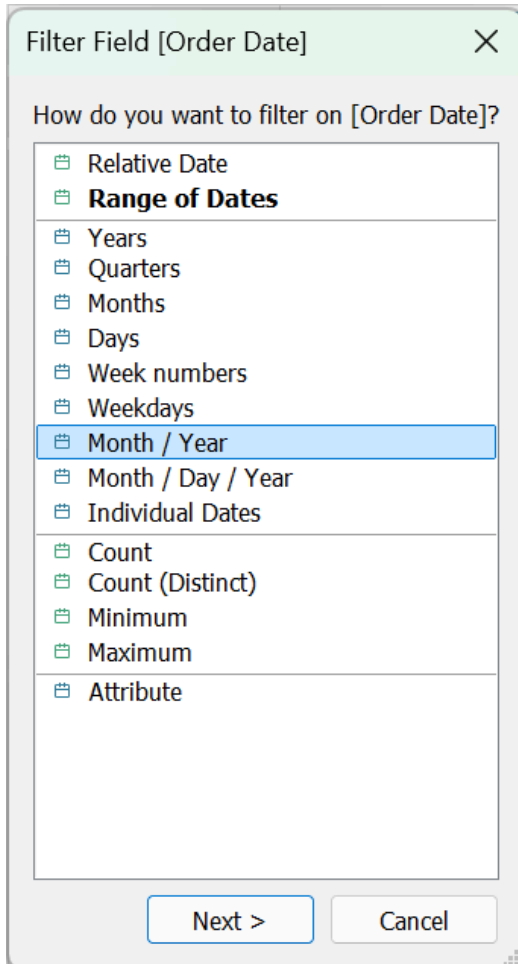 Filter Field [Order Date]
How do you want to filter on [Order Date]?
Relative Date
Range of Dates
Years
Quarters
Months
Days
Week numbers
Weekdays
Month / Year
Month / Day / Year
Individual Dates
Count
Count (Distinct)
Minimum
Maximum
Attribute
Next >
Cancel